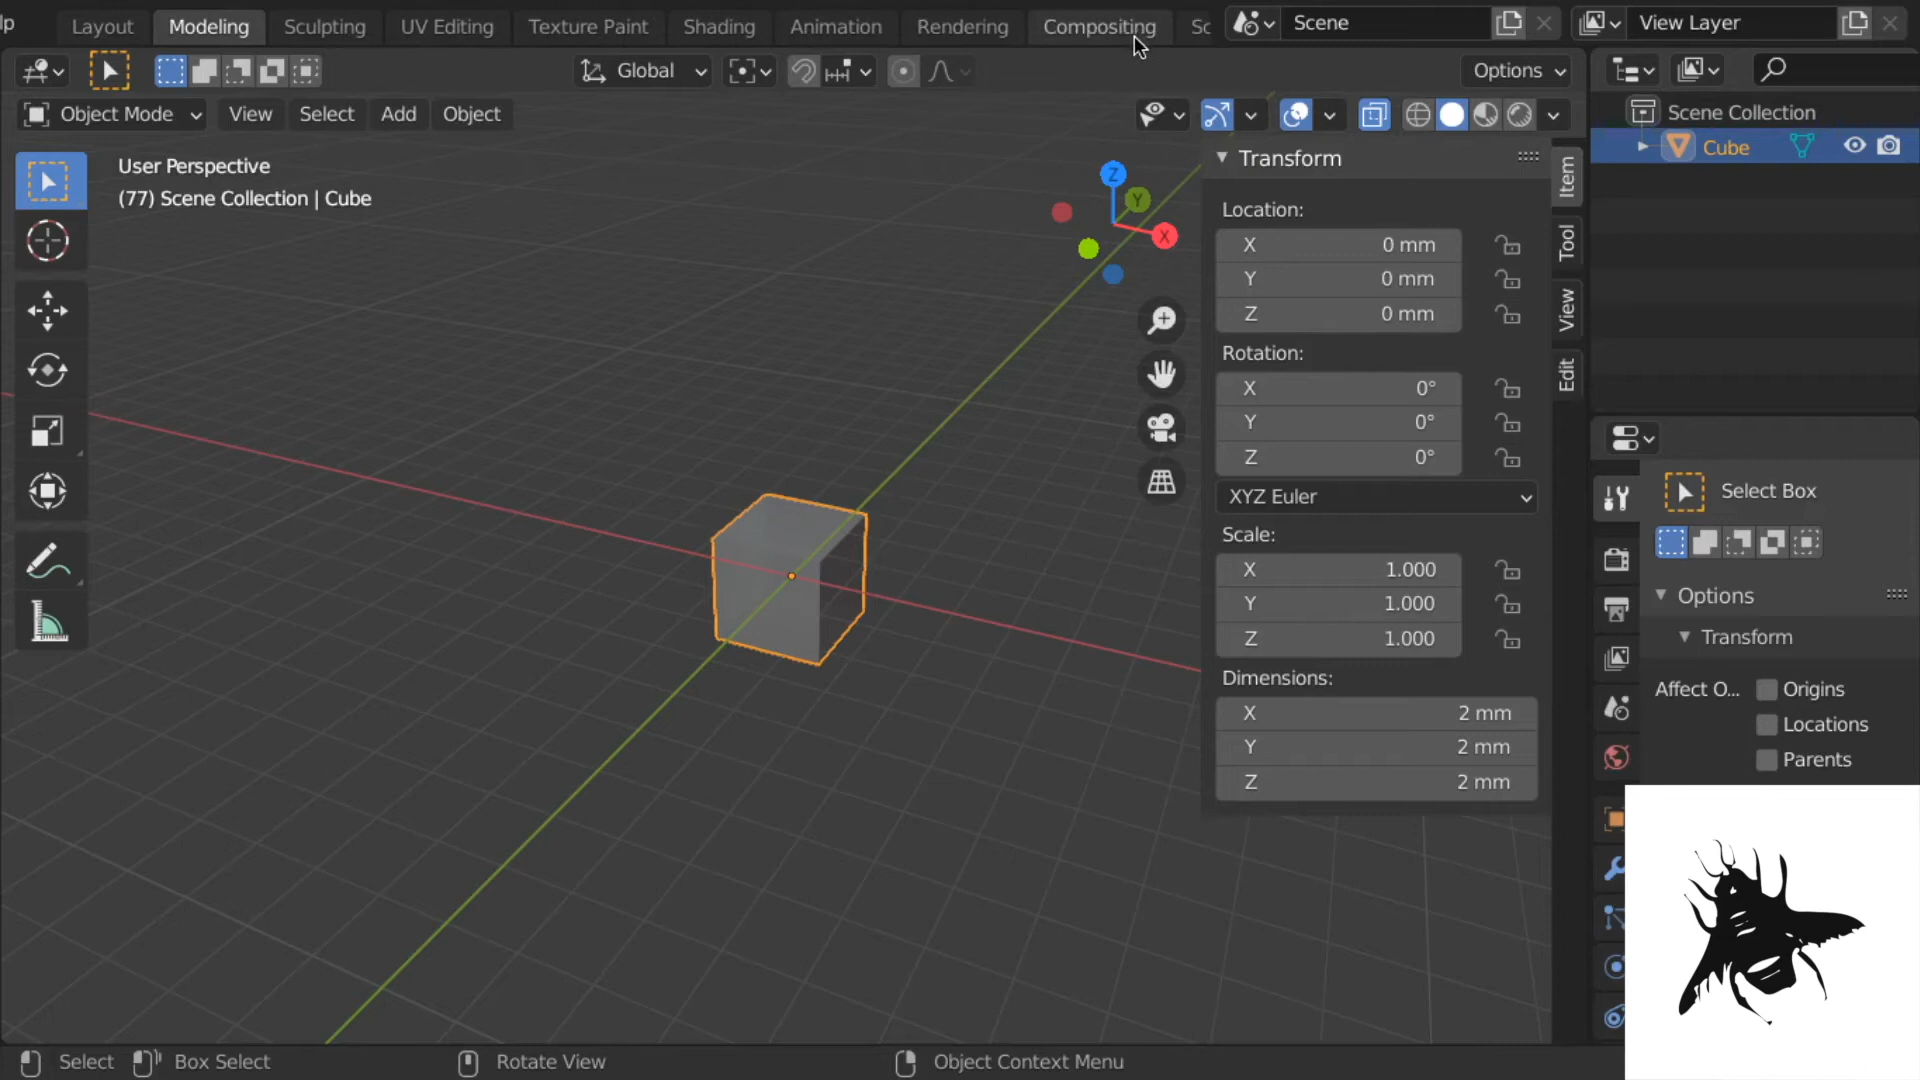 lp Layout Modeling Sculpting UV Editing Texture Paint Shading Animation Rendering Compositing Sc Scene View Layer
Global Options
Object Mode View Select Add Object
User Perspective
(77) Scene Collection | Cube
Z
Y
X
Transform
Location:
X 0 mm
Y 0 mm
Z 0 mm
Rotation:
X 0°
Y 0°
Z 0°
XYZ Euler
Scale:
X 1.000
Y 1.000
Z 1.000
Dimensions:
X 2 mm
Y 2 mm
Z 2 mm
Item
Tool
View
Edit
Scene Collection
Cube
Select Box
Options
Transform
Affect O... Origins
Locations
Parents
Select Box Select Rotate View Object Context Menu